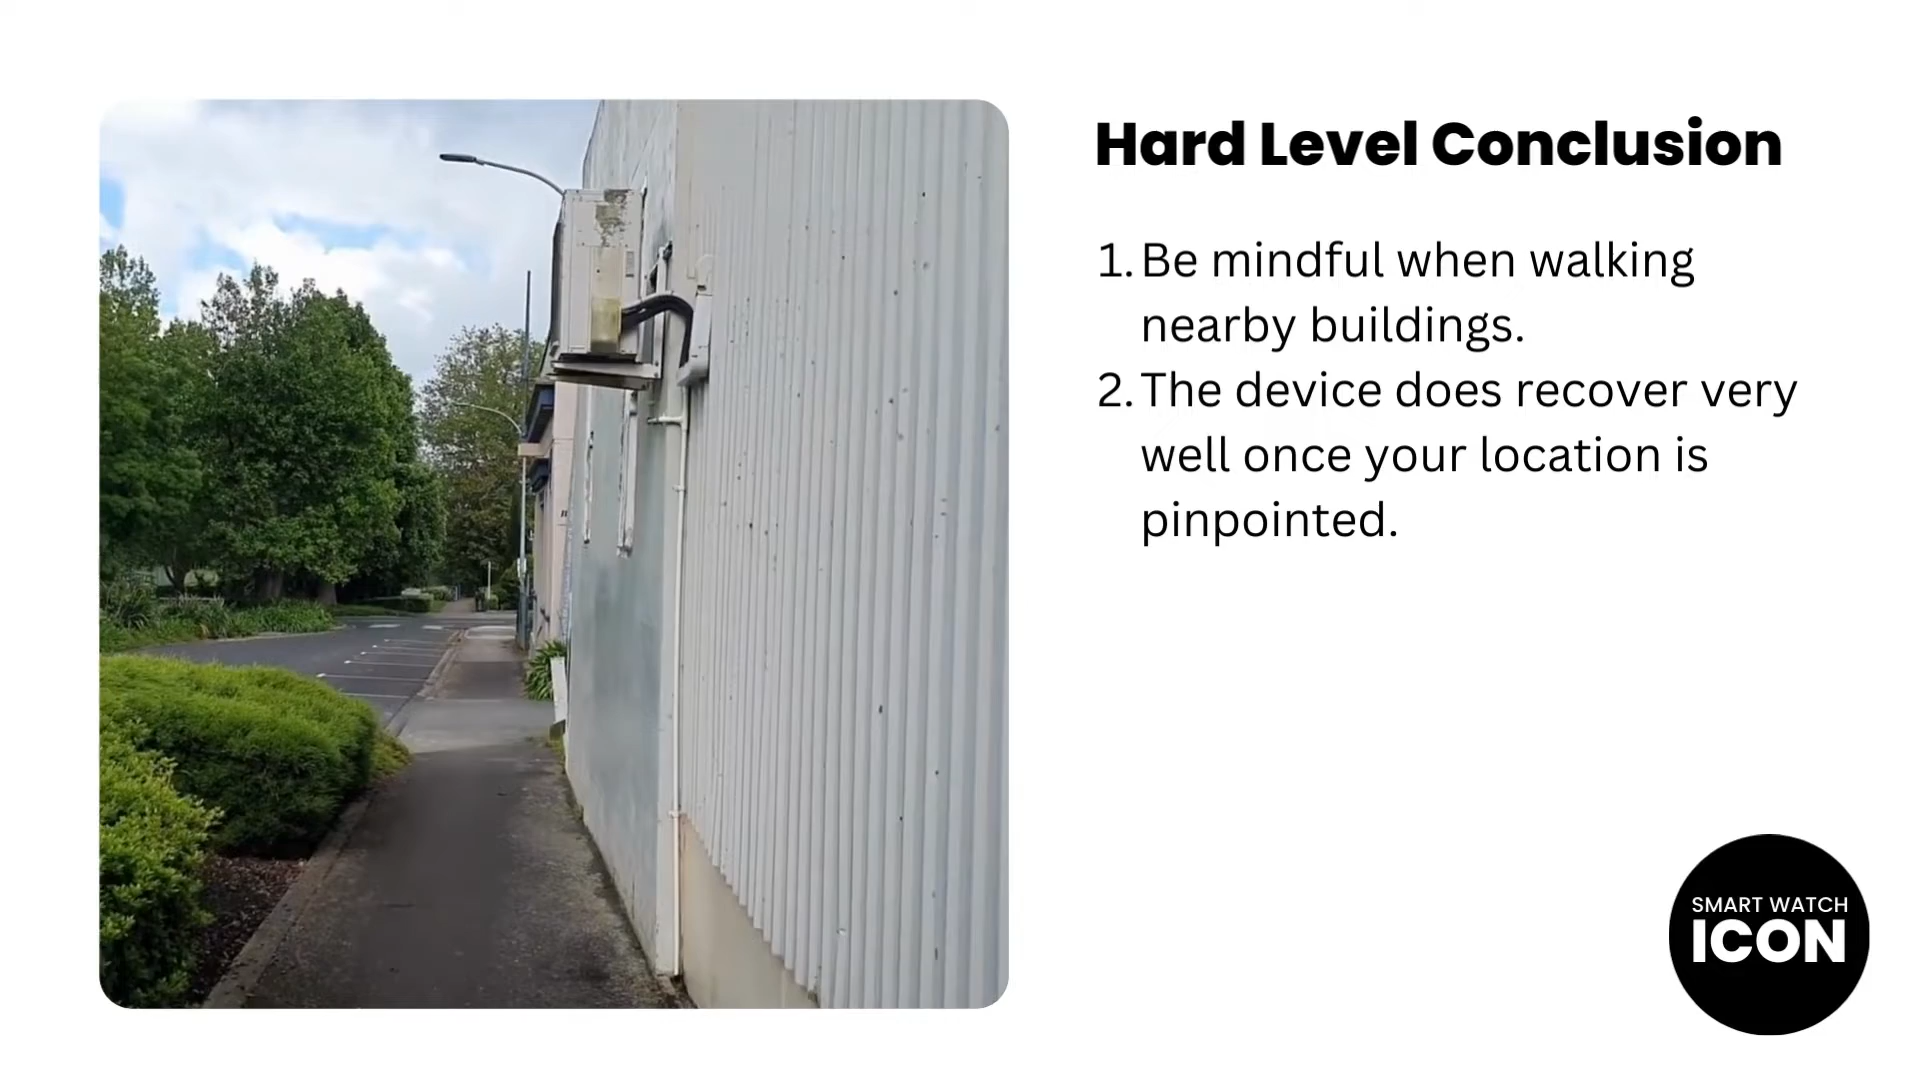 Hard Level Conclusion
1. Be mindful when walking
nearby buildings.
2. The device does recover very
well once your location is
pinpointed.
SMART WATCH
ICON